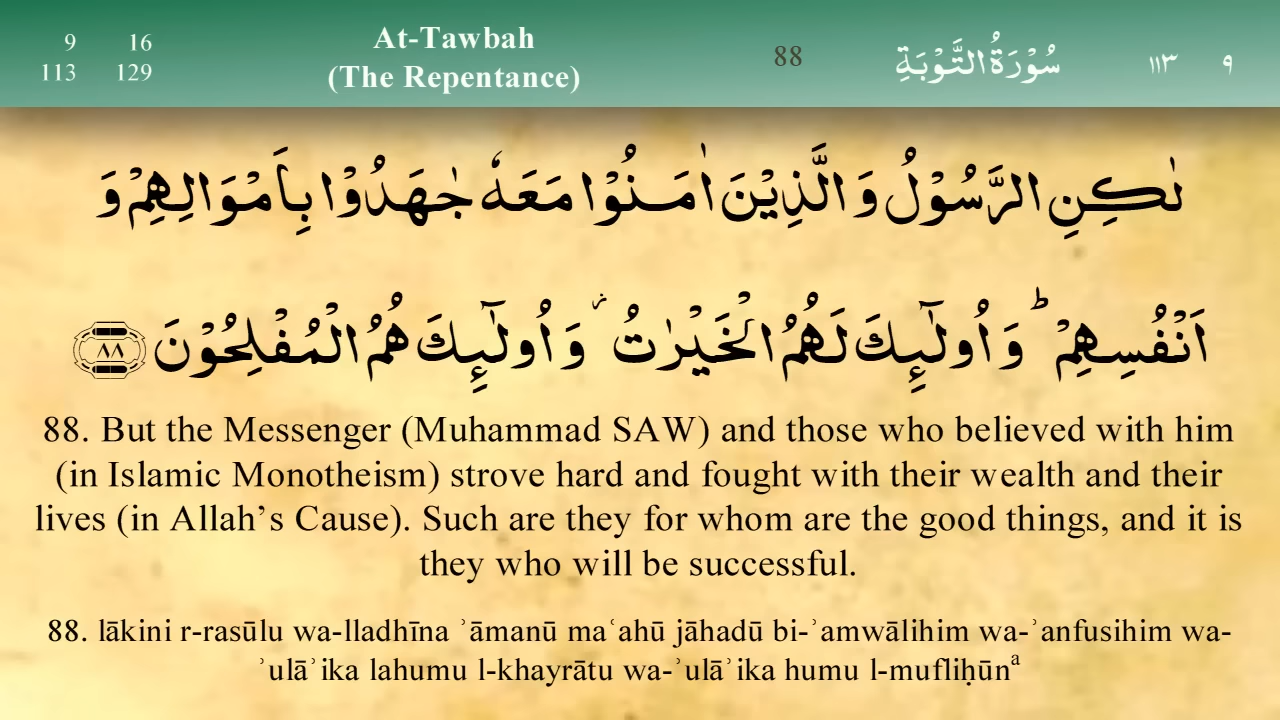 9 16 At-Tawbah 88 سُوْرَةُ التَّوْبَةِ ١١٣ ٩
113 129 (The Repentance)
لٰكِنِ الرَّسُوْلُ وَ الَّذِيْنَ اٰمَنُوْا مَعَهٗ جٰهَدُوْا بِاَمْوَالِهِمْ وَ
اَنْفُسِهِمْ ؕ وَ اُولٰٓىِٕكَ لَهُمُ الْخَيْرٰتُ ؗ وَ اُولٰٓىِٕكَ هُمُ الْمُفْلِحُوْنَ ٨٨
88. But the Messenger (Muhammad SAW) and those who believed with him
(in Islamic Monotheism) strove hard and fought with their wealth and their
lives (in Allah’s Cause). Such are they for whom are the good things, and it is
they who will be successful.
88. lākini r-rasūlu wa-lladhīna ʾāmanū maʿahū jāhadū bi-ʾamwālihim wa-ʾanfusihim wa-
ʾulāʾika lahumu l-khayrātu wa-ʾulāʾika humu l-mufliḥūnᵃ